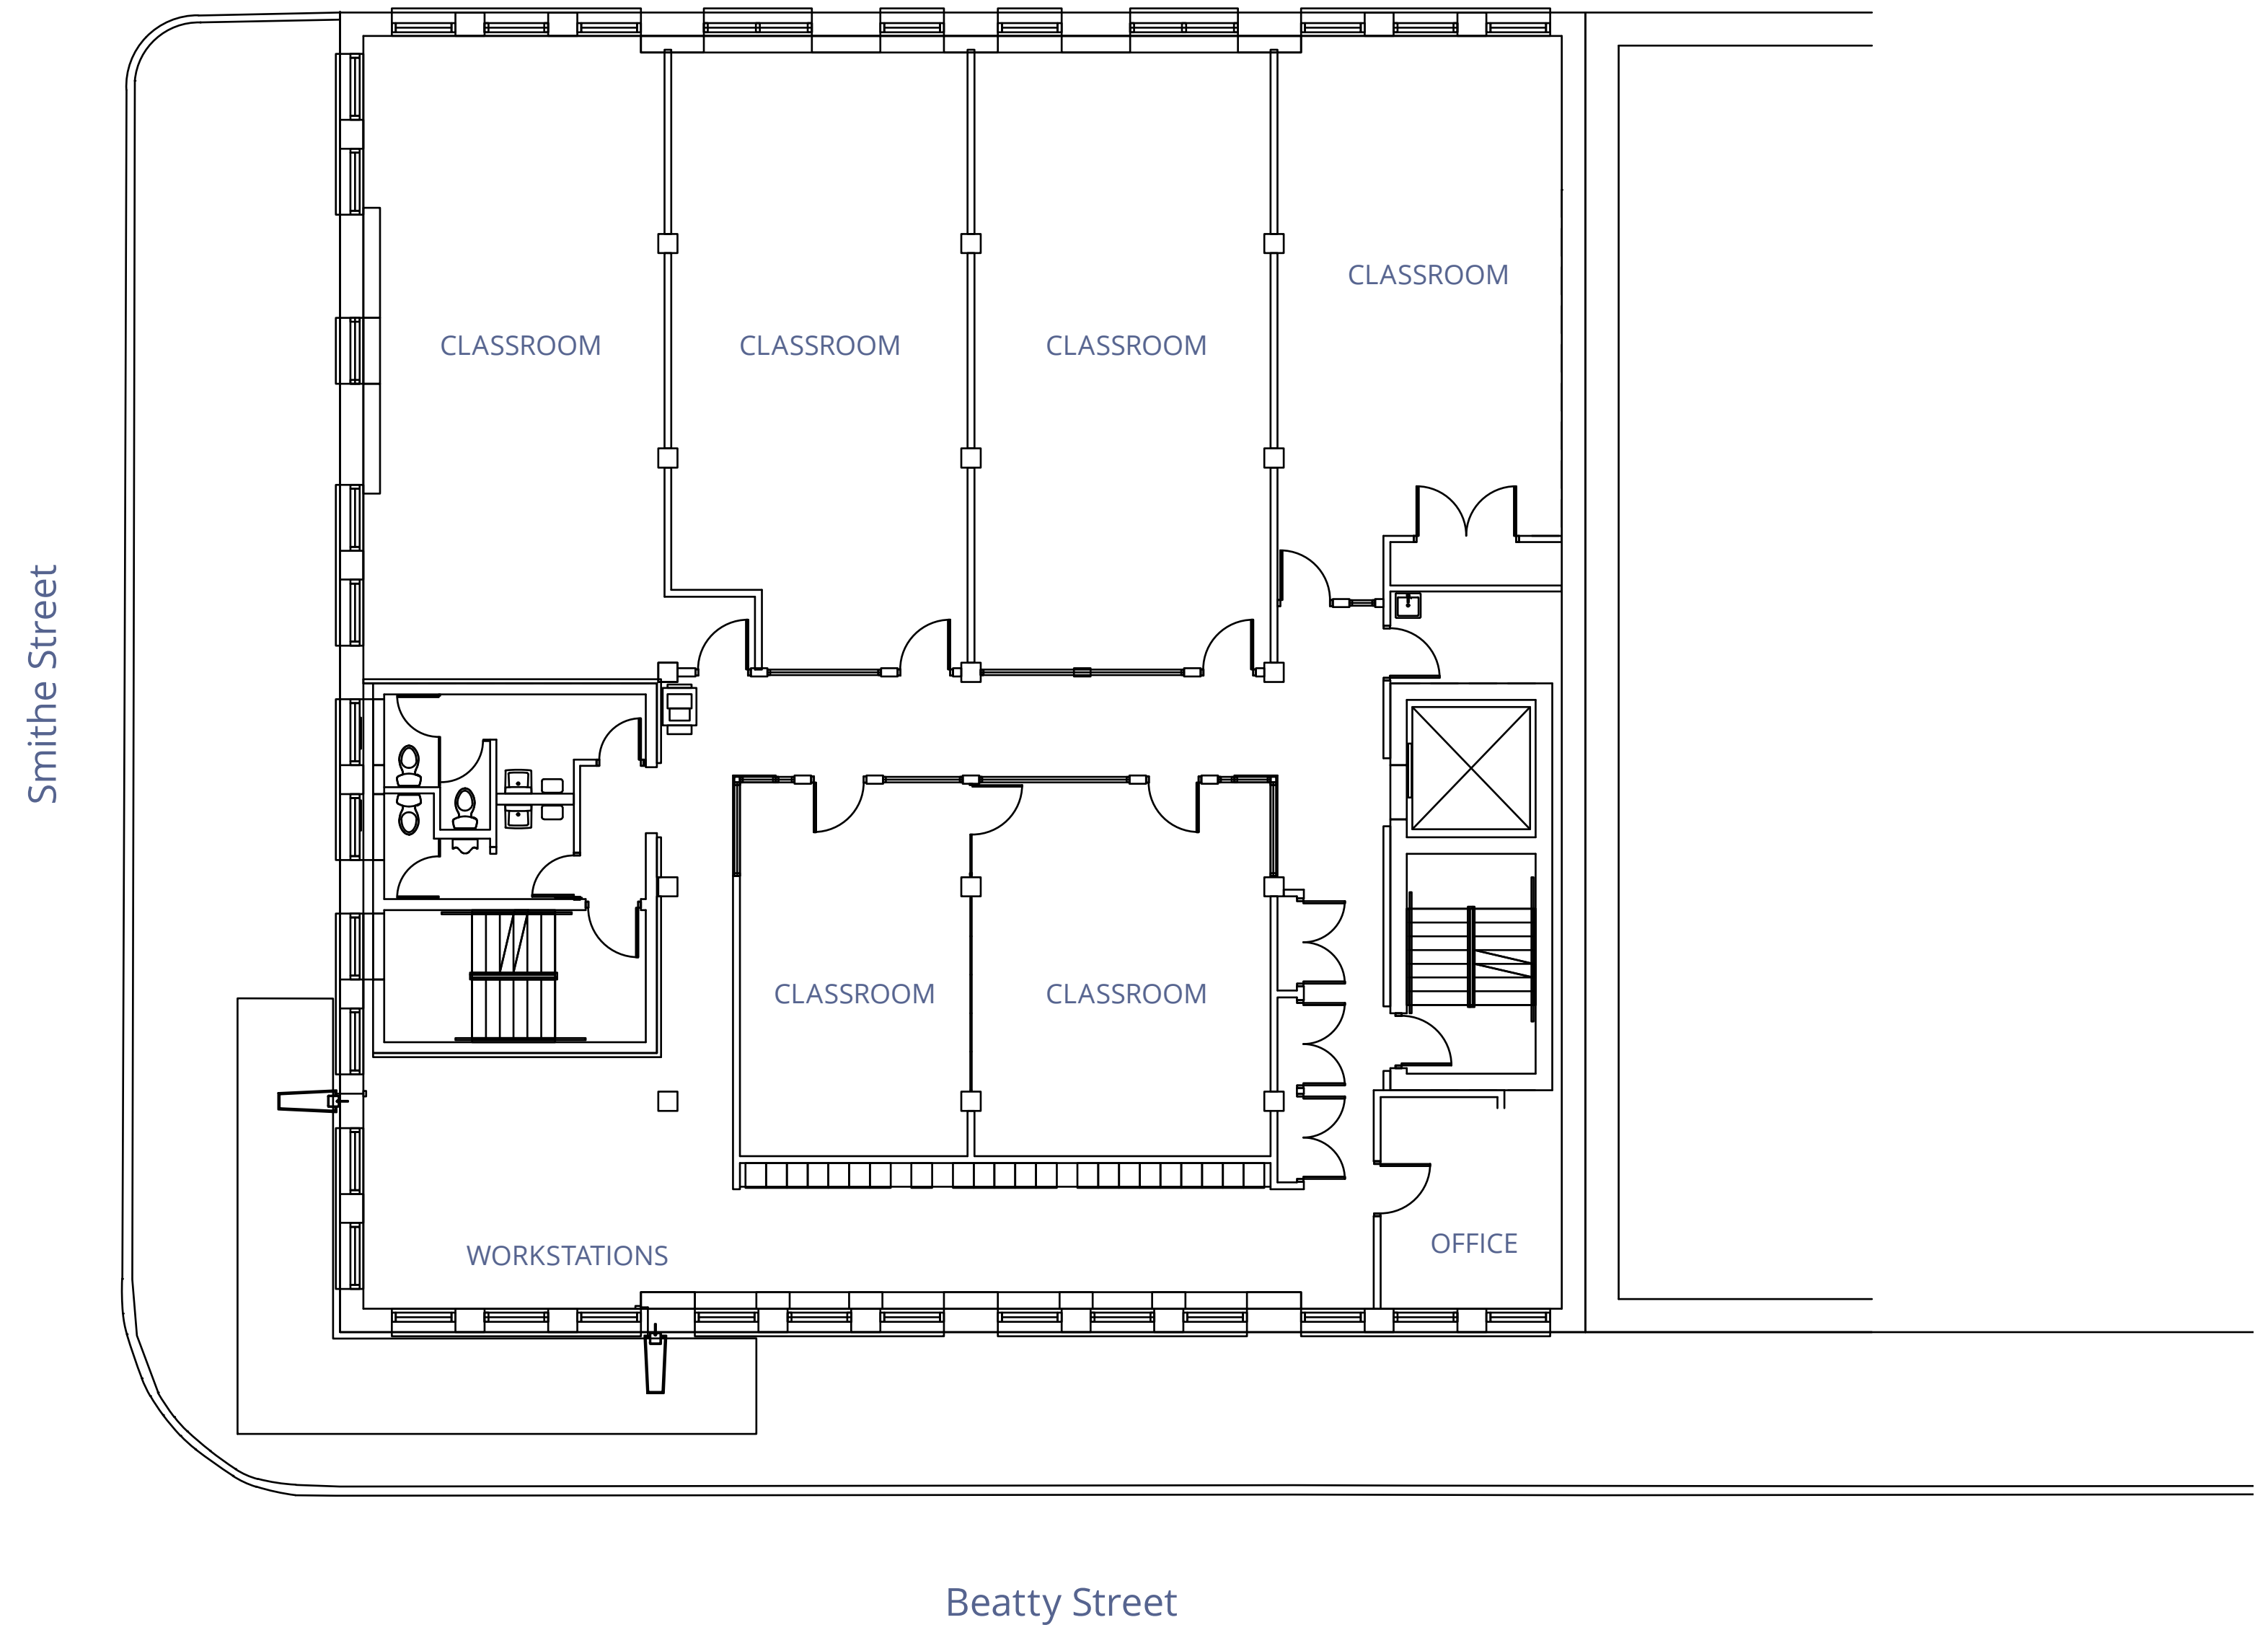 CLASSROOM
CLASSROOM
CLASSROOM
CLASSROOM
Smithe Street
CLASSROOM
CLASSROOM
OFFICE
WORKSTATIONS
Beatty Street